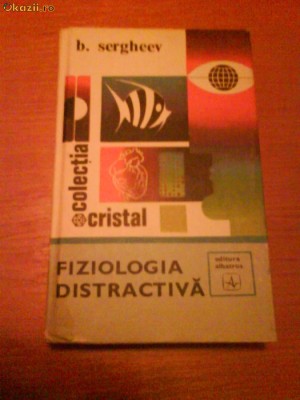 Okazii.ro
b. sergheev
colecția
cristal
FIZIOLOGIA
DISTRACTIVĂ
editura
albatros